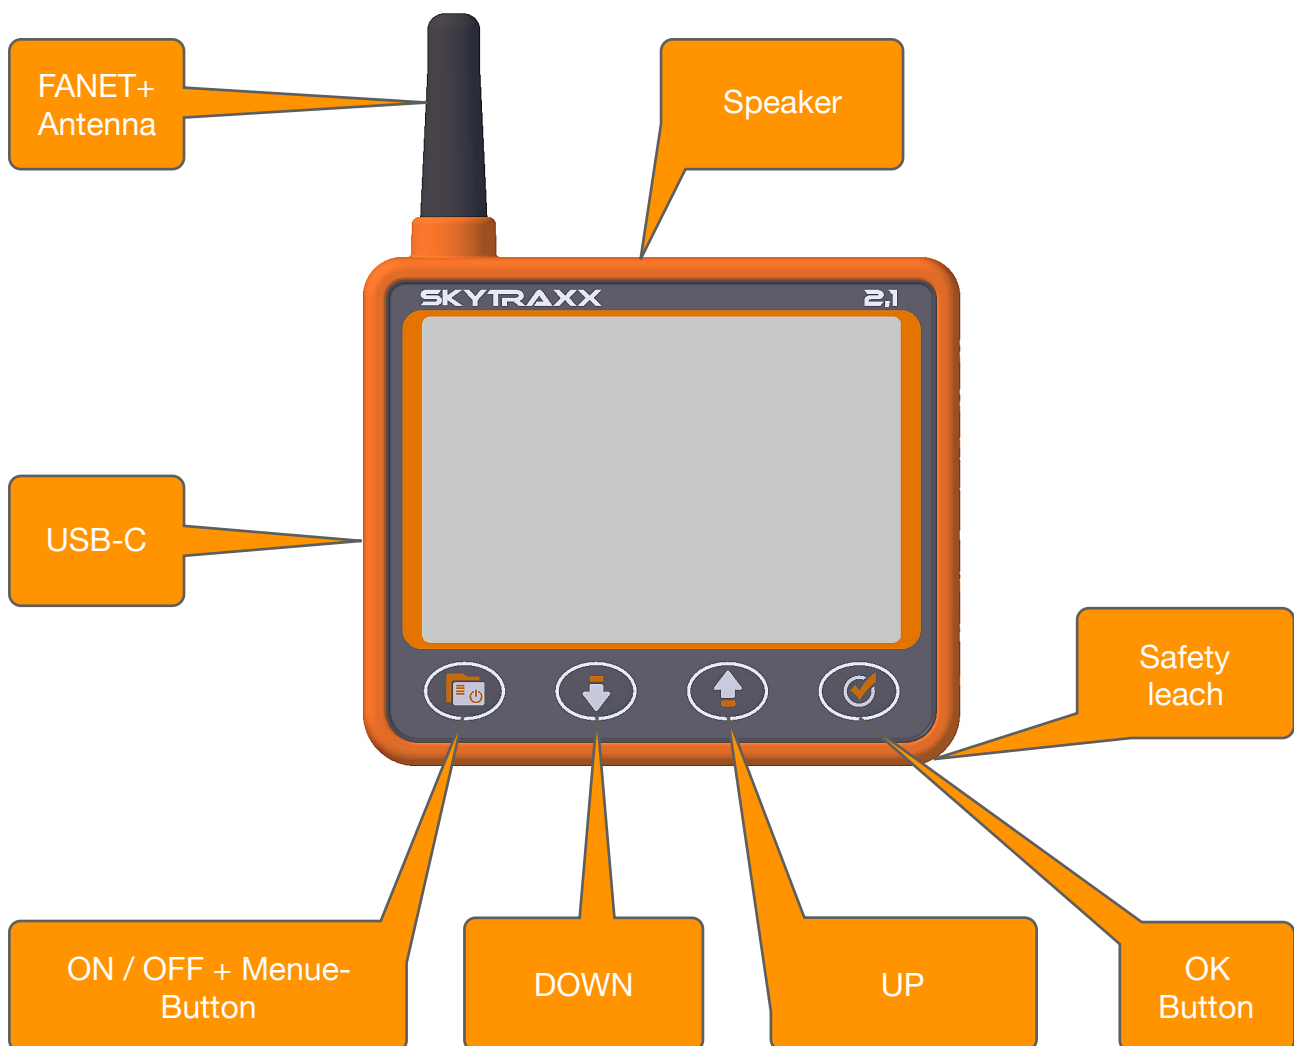 FANET+
Antenna
Speaker
SKYTRAXX
2,1
USB-C
Safety
leach
ON / OFF + Menue-
Button
DOWN
UP
OK
Button